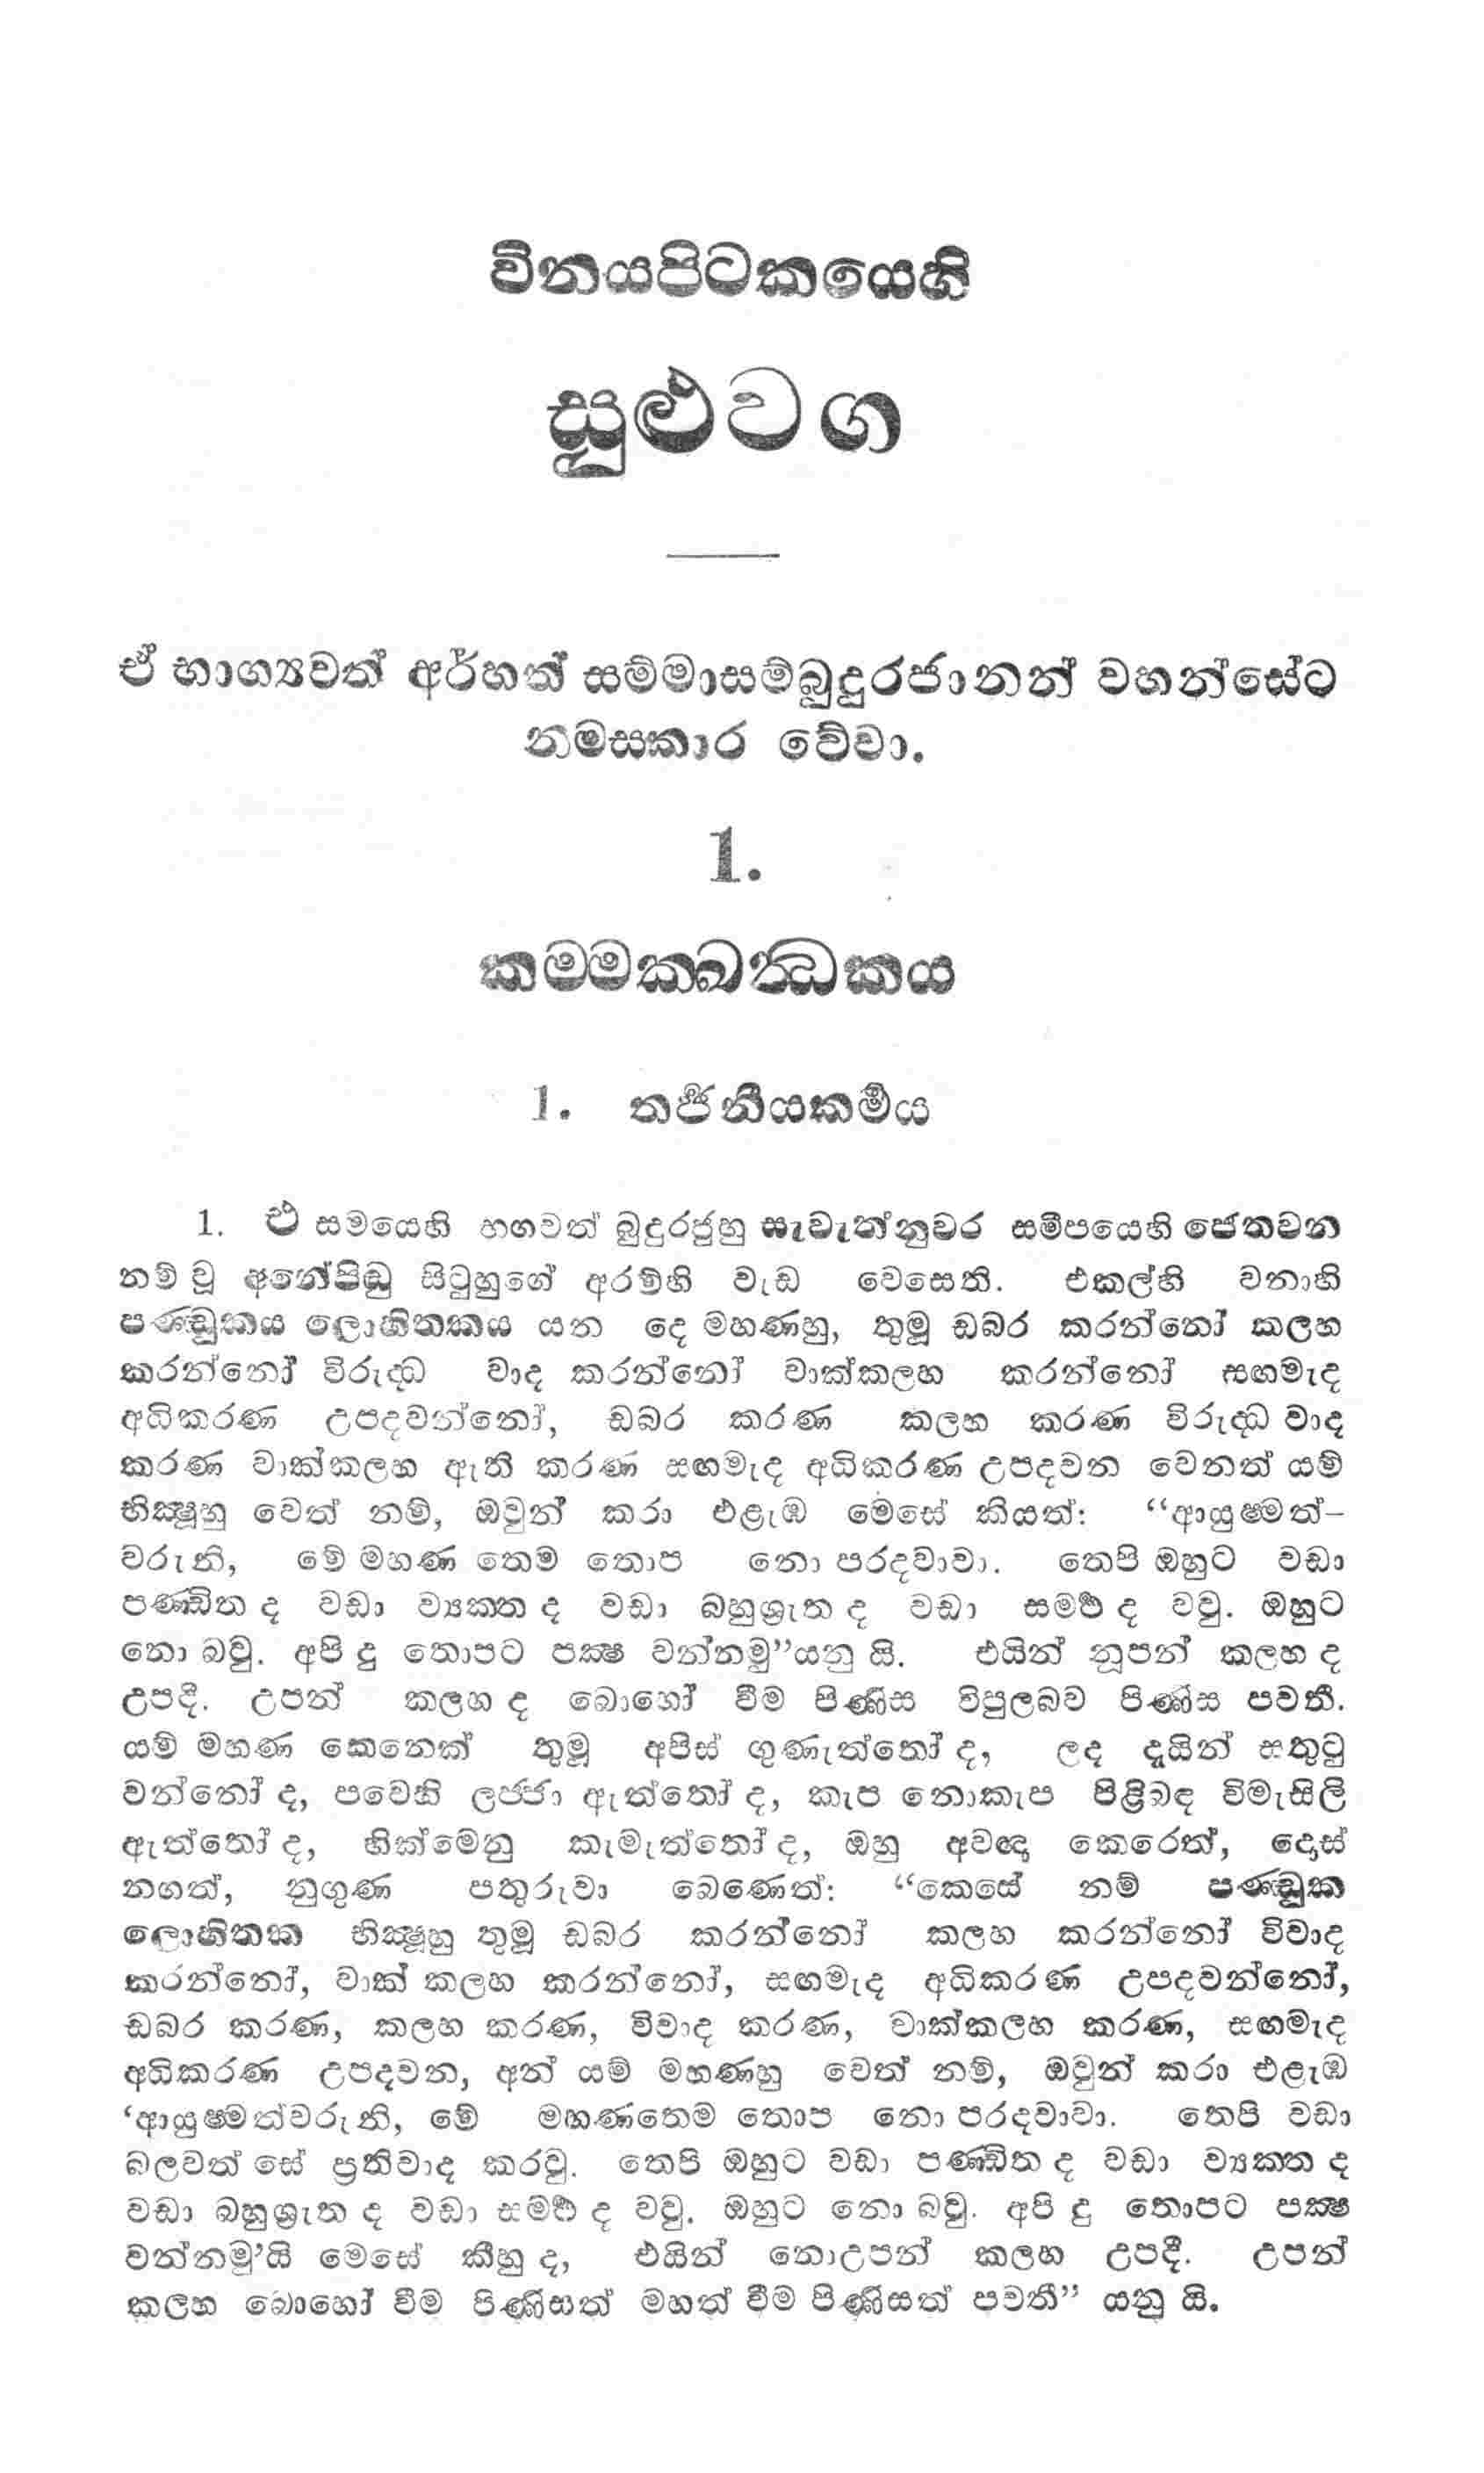 විනයපිටකයෙහි
සුළුවග
ඒ භාග්‍යවත් අර්හත් සම්මාසම්බුදුරජානන් වහන්සේට
නමසකාර වේවා.
1.
කම්මක්ඛන්ධකය
1. තර්‍ජනීයකර්‍මය
1. එ සමයෙහි භගවත් බුදුරජුහු සැවැත්නුවර සමීපයෙහි ජෙතවන
නම් වූ අනේපිඬු සිටුහුගේ අරම්හි වැඩ වෙසෙති. එකල්හි වනාහි
පණ්ඩුකය ලොහිතකය යන දෙ මහණහු, තුමූ ඩබර කරන්නෝ කලහ
කරන්නෝ විරුද්ධ වාද කරන්නෝ වාක්කලහ කරන්නෝ සඟමැද
අධිකරණ උපදවන්නෝ, ඩබර කරණ කලහ කරණ විරුද්ධ වාද
කරණ වාක්කලහ ඇති කරණ සඟමැද අධිකරණ උපදවන වෙනත් යම්
භික්‍ෂූහු වෙත් නම්, ඔවුන් කරා එළැඹ මෙසේ කියත්: “ආයුෂ්මත්-
වරුනි, මේ මහණ තෙම තොප නො පරදවාවා. තෙපි ඔහුට වඩා
පණ්ඩිත ද වඩා ව්‍යක්ත ද වඩා බහුශ්‍රැත ද වඩා සමර්‍ථ ද වවු. ඔහුට
නො බවු. අපි දු තොපට පක්‍ෂ වන්නමු”යනු යි. එයින් නූපන් කලහ ද
උපදී. උපන් කලහ ද බොහෝ වීම පිණිස විපුලබව පිණිස පවතී.
යම් මහණ කෙනෙක් තුමූ අපිස් ගුණැත්තෝ ද, ලද දැයින් සතුටු
වන්නෝ ද, පවෙහි ලජ්ජා ඇත්තෝ ද, කැප නොකැප පිළිබඳ විමැසිලි
ඇත්තෝ ද, හික්මෙනු කැමැත්තෝ ද, ඔහු අවඥා කෙරෙත්, දොස්
නගත්, නුගුණ පතුරුවා බෙණෙත්: “කෙසේ නම් පණ්ඩුක
ලොහිතක භික්‍ෂූහු තුමූ ඩබර කරන්නෝ කලහ කරන්නෝ විවාද
කරන්නෝ, වාක් කලහ කරන්නෝ, සඟමැද අධිකරණ උපදවන්නෝ,
ඩබර කරණ, කලහ කරණ, විවාද කරණ, වාක්කලහ කරණ, සඟමැද
අධිකරණ උපදවන, අන් යම් මහණහු වෙත් නම්, ඔවුන් කරා එළැඹ
‘ආයුෂ්මත්වරුනි, මේ මහණතෙම තොප නො පරදවාවා. තෙපි වඩා
බලවත් සේ ප්‍රතිවාද කරවු. තෙපි ඔහුට වඩා පණ්ඩිත ද වඩා ව්‍යක්ත ද
වඩා බහුශ්‍රැත ද වඩා සමර්‍ථ ද වවු. ඔහුට නො බවු. අපි දු තොපට පක්‍ෂ
වන්නමු’යි මෙසේ කීහු ද, එයින් නොඋපන් කලහ උපදී. උපන්
කලහ බොහෝ වීම පිණිසත් මහත් වීම පිණිසත් පවතී” යනු යි.